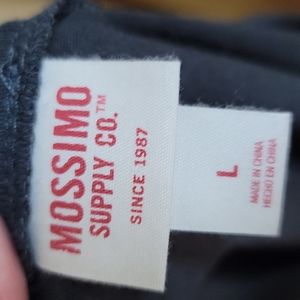 MOSSIMO
SUPPLY CO.™
SINCE 1987
L
MADE IN CHINA
HECHO EN CHINA